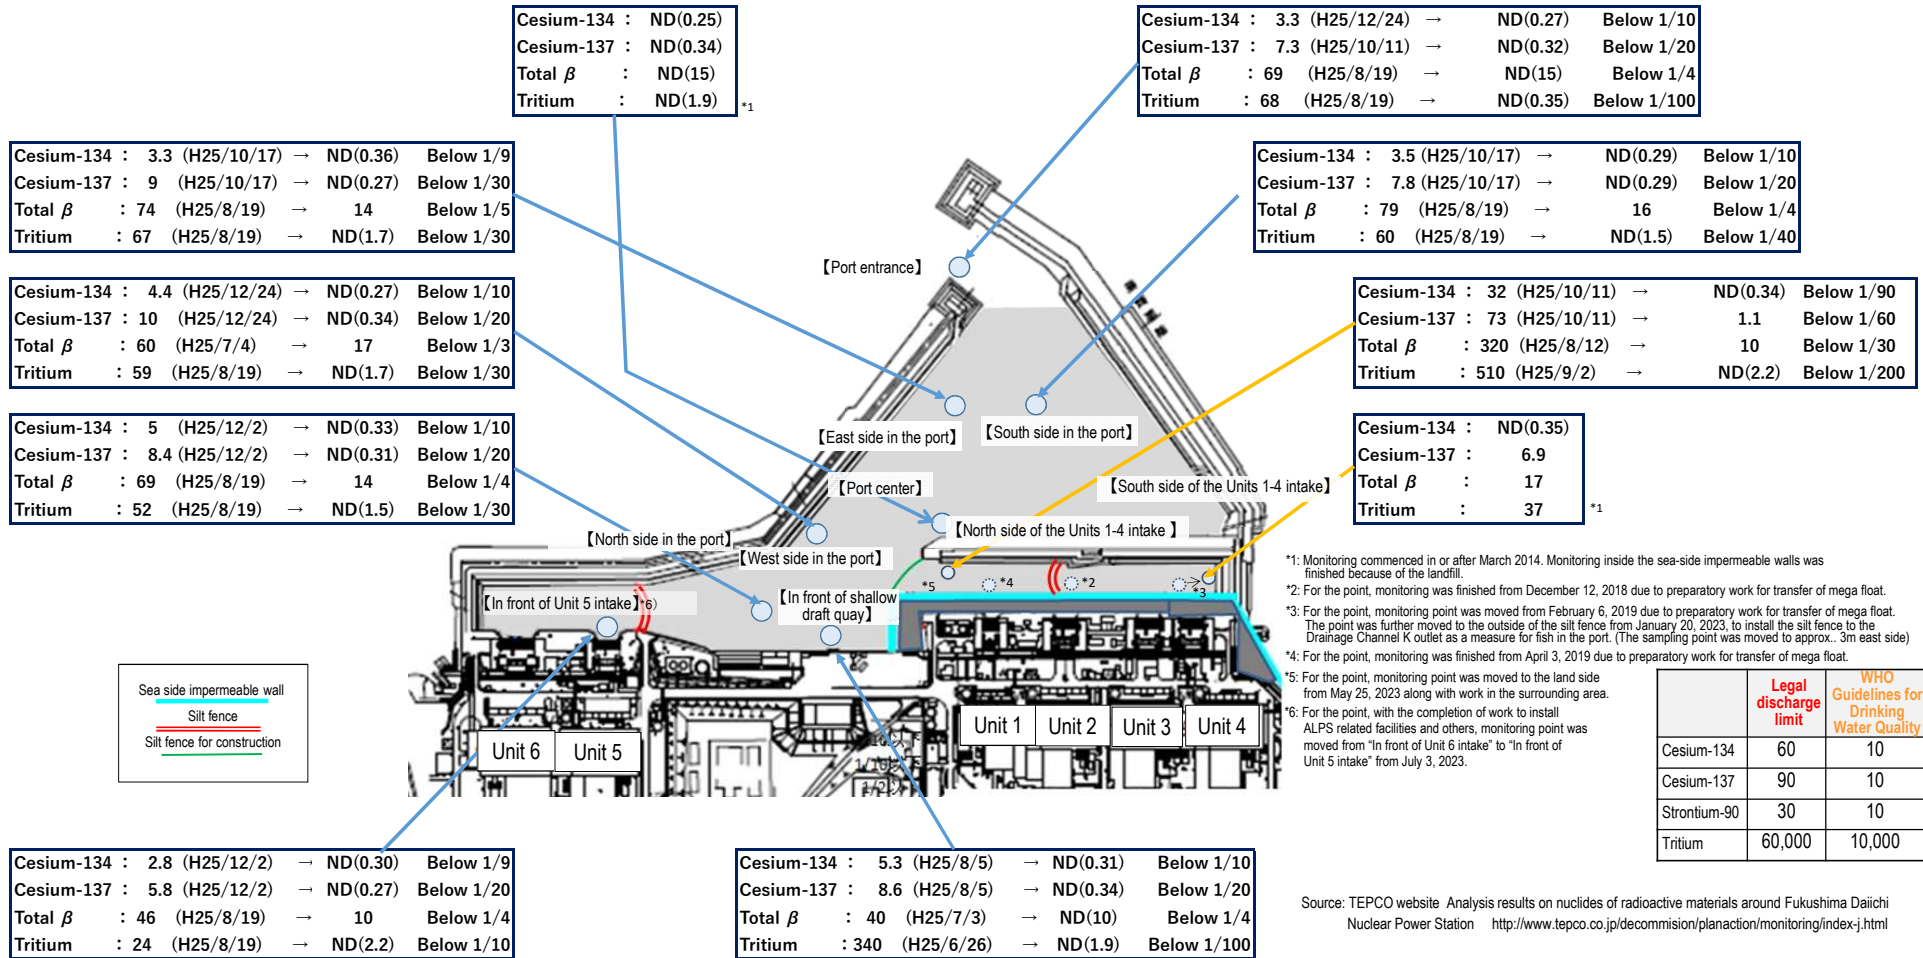 Cesium-134 : ND(0.25)
Cesium-137 : ND(0.34)
Total β : ND(15)
Tritium : ND(1.9) *1
Cesium-134 : 3.3 (H25/12/24) → ND(0.27) Below 1/10
Cesium-137 : 7.3 (H25/10/11) → ND(0.32) Below 1/20
Total β : 69 (H25/8/19) → ND(15) Below 1/4
Tritium : 68 (H25/8/19) → ND(0.35) Below 1/100
Cesium-134 : 3.3 (H25/10/17) → ND(0.36) Below 1/9
Cesium-137 : 9 (H25/10/17) → ND(0.27) Below 1/30
Total β : 74 (H25/8/19) → 14 Below 1/5
Tritium : 67 (H25/8/19) → ND(1.7) Below 1/30
Cesium-134 : 3.5 (H25/10/17) → ND(0.29) Below 1/10
Cesium-137 : 7.8 (H25/10/17) → ND(0.29) Below 1/20
Total β : 79 (H25/8/19) → 16 Below 1/4
Tritium : 60 (H25/8/19) → ND(1.5) Below 1/40
Cesium-134 : 4.4 (H25/12/24) → ND(0.27) Below 1/10
Cesium-137 : 10 (H25/12/24) → ND(0.34) Below 1/20
Total β : 60 (H25/7/4) → 17 Below 1/3
Tritium : 59 (H25/8/19) → ND(1.7) Below 1/30
Cesium-134 : 32 (H25/10/11) → ND(0.34) Below 1/90
Cesium-137 : 73 (H25/10/11) → 1.1 Below 1/60
Total β : 320 (H25/8/12) → 10 Below 1/30
Tritium : 510 (H25/9/2) → ND(2.2) Below 1/200
Cesium-134 : 5 (H25/12/2) → ND(0.33) Below 1/10
Cesium-137 : 8.4 (H25/12/2) → ND(0.31) Below 1/20
Total β : 69 (H25/8/19) → 14 Below 1/4
Tritium : 52 (H25/8/19) → ND(1.5) Below 1/30
Cesium-134 : ND(0.35)
Cesium-137 : 6.9
Total β : 17
Tritium : 37 *1
【Port entrance】
【East side in the port】
【South side in the port】
【Port center】
【South side of the Units 1-4 intake】
【North side of the Units 1-4 intake 】
【North side in the port】
【West side in the port】
【In front of Unit 5 intake】*6)
【In front of shallow
draft quay】
*5 *4 *2 *3
*1: Monitoring commenced in or after March 2014. Monitoring inside the sea-side impermeable walls was
finished because of the landfill.
*2: For the point, monitoring was finished from December 12, 2018 due to preparatory work for transfer of mega float.
*3: For the point, monitoring point was moved from February 6, 2019 due to preparatory work for transfer of mega float.
The point was further moved to the outside of the silt fence from January 20, 2023, to install the silt fence to the
Drainage Channel K outlet as a measure for fish in the port. (The sampling point was moved to approx.. 3m east side)
*4: For the point, monitoring was finished from April 3, 2019 due to preparatory work for transfer of mega float.
*5: For the point, monitoring point was moved to the land side
from May 25, 2023 along with work in the surrounding area.
*6: For the point, with the completion of work to install
ALPS related facilities and others, monitoring point was
moved from "In front of Unit 6 intake" to "In front of
Unit 5 intake" from July 3, 2023.
Sea side impermeable wall
Silt fence
Silt fence for construction
Unit 6 Unit 5
Unit 1 Unit 2 Unit 3 Unit 4
Legal discharge limit WHO Guidelines for Drinking Water Quality
Cesium-134 60 10
Cesium-137 90 10
Strontium-90 30 10
Tritium 60,000 10,000
Cesium-134 : 2.8 (H25/12/2) → ND(0.30) Below 1/9
Cesium-137 : 5.8 (H25/12/2) → ND(0.27) Below 1/20
Total β : 46 (H25/8/19) → 10 Below 1/4
Tritium : 24 (H25/8/19) → ND(2.2) Below 1/10
Cesium-134 : 5.3 (H25/8/5) → ND(0.31) Below 1/10
Cesium-137 : 8.6 (H25/8/5) → ND(0.34) Below 1/20
Total β : 40 (H25/7/3) → ND(10) Below 1/4
Tritium : 340 (H25/6/26) → ND(1.9) Below 1/100
Source: TEPCO website Analysis results on nuclides of radioactive materials around Fukushima Daiichi
Nuclear Power Station http://www.tepco.co.jp/decommision/planaction/monitoring/index-j.html